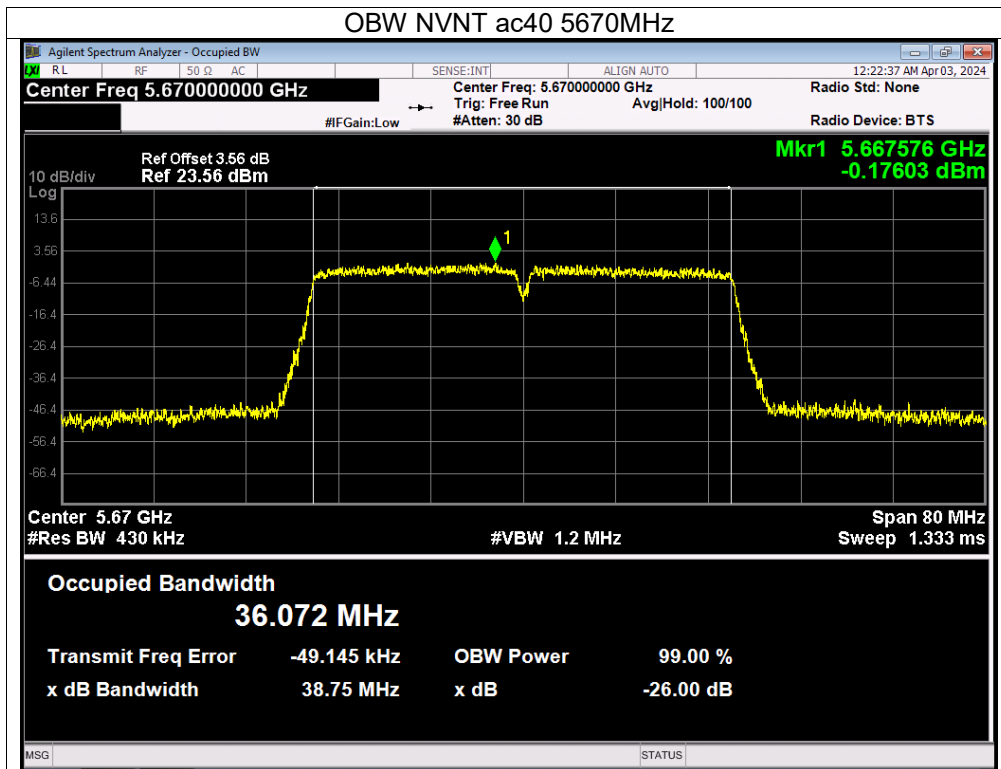 OBW NVNT ac40 5670MHz
Agilent Spectrum Analyzer - Occupied BW
LXI RL RF 50 Ω AC SENSE:INT ALIGN AUTO 12:22:37 AM Apr 03, 2024
Center Freq 5.670000000 GHz Center Freq: 5.670000000 GHz Radio Std: None
Trig: Free Run Avg|Hold: 100/100
#IFGain:Low #Atten: 30 dB Radio Device: BTS
Mkr1 5.667576 GHz
-0.17603 dBm
Ref Offset 3.56 dB
10 dB/div Ref 23.56 dBm
Log
13.6
1
3.56
-6.44
-16.4
-26.4
-36.4
-46.4
-56.4
-66.4
Center 5.67 GHz Span 80 MHz
#Res BW 430 kHz #VBW 1.2 MHz Sweep 1.333 ms
Occupied Bandwidth
36.072 MHz
Transmit Freq Error -49.145 kHz OBW Power 99.00 %
x dB Bandwidth 38.75 MHz x dB -26.00 dB
MSG STATUS